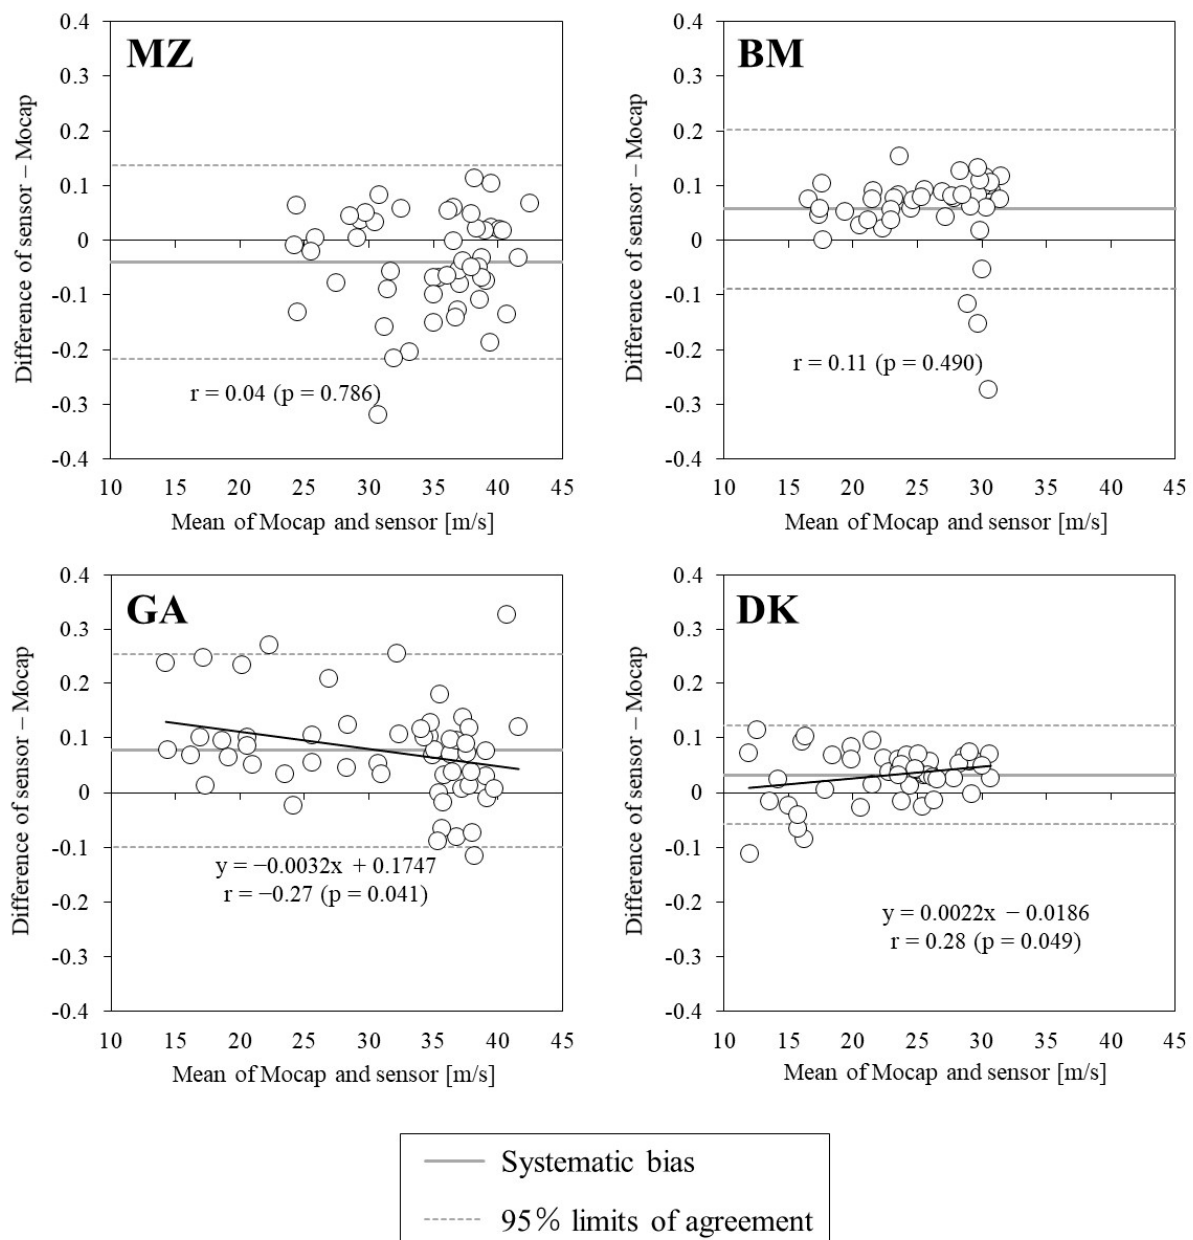 MZ
0.4
0.3
0.2
0.1
0
-0.1
-0.2
-0.3
-0.4
Difference of sensor – Mocap
r = 0.04 (p = 0.786)
10 15 20 25 30 35 40 45
Mean of Mocap and sensor [m/s]
BM
0.4
0.3
0.2
0.1
0
-0.1
-0.2
-0.3
-0.4
Difference of sensor – Mocap
r = 0.11 (p = 0.490)
10 15 20 25 30 35 40 45
Mean of Mocap and sensor [m/s]
GA
0.4
0.3
0.2
0.1
0
-0.1
-0.2
-0.3
-0.4
Difference of sensor – Mocap
y = −0.0032x + 0.1747
r = −0.27 (p = 0.041)
10 15 20 25 30 35 40 45
Mean of Mocap and sensor [m/s]
DK
0.4
0.3
0.2
0.1
0
-0.1
-0.2
-0.3
-0.4
Difference of sensor – Mocap
y = 0.0022x − 0.0186
r = 0.28 (p = 0.049)
10 15 20 25 30 35 40 45
Mean of Mocap and sensor [m/s]
Systematic bias
95% limits of agreement